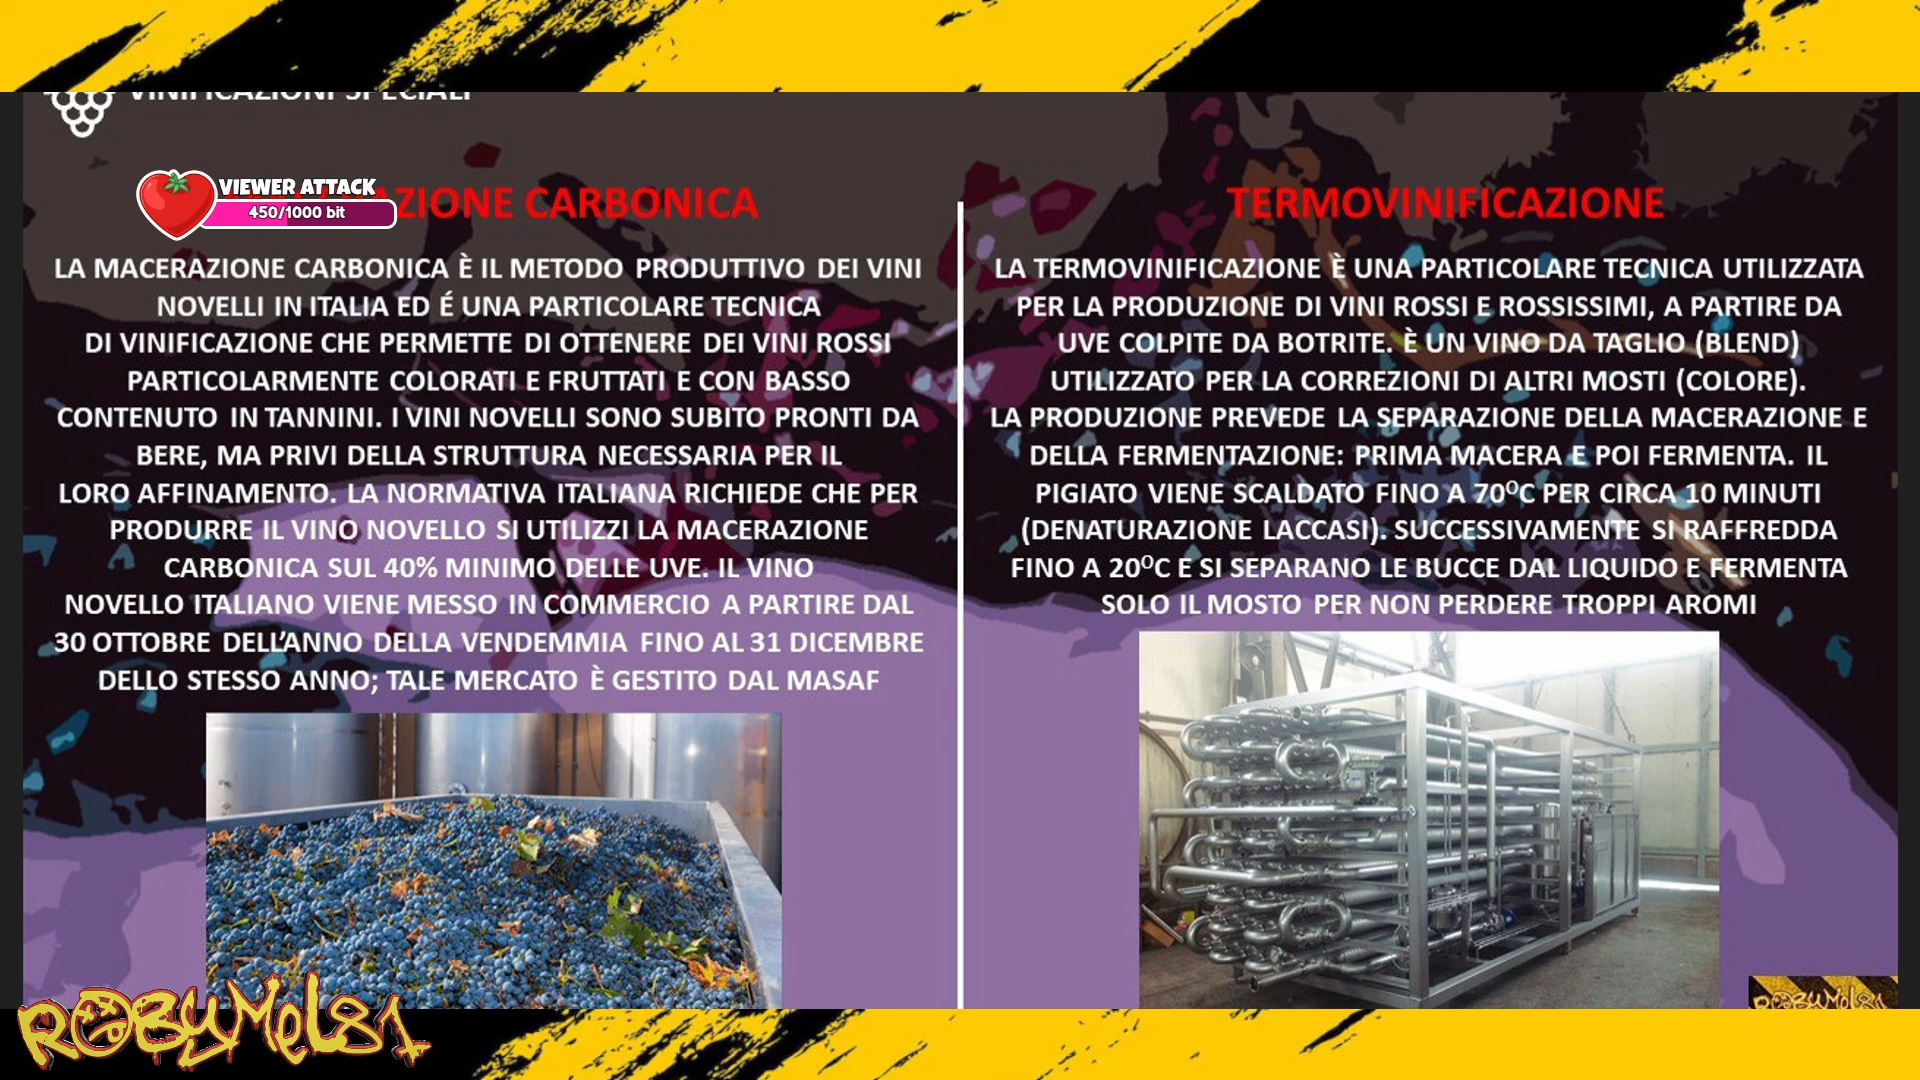 VINIFICAZIONI SPECIALI
VIEWER ATTACK
450/1000 bit
ZIONE CARBONICA
LA MACERAZIONE CARBONICA È IL METODO PRODUTTIVO DEI VINI
NOVELLI IN ITALIA ED É UNA PARTICOLARE TECNICA
DI VINIFICAZIONE CHE PERMETTE DI OTTENERE DEI VINI ROSSI
PARTICOLARMENTE COLORATI E FRUTTATI E CON BASSO
CONTENUTO IN TANNINI. I VINI NOVELLI SONO SUBITO PRONTI DA
BERE, MA PRIVI DELLA STRUTTURA NECESSARIA PER IL
LORO AFFINAMENTO. LA NORMATIVA ITALIANA RICHIEDE CHE PER
PRODURRE IL VINO NOVELLO SI UTILIZZI LA MACERAZIONE
CARBONICA SUL 40% MINIMO DELLE UVE. IL VINO
NOVELLO ITALIANO VIENE MESSO IN COMMERCIO A PARTIRE DAL
30 OTTOBRE DELL'ANNO DELLA VENDEMMIA FINO AL 31 DICEMBRE
DELLO STESSO ANNO; TALE MERCATO È GESTITO DAL MASAF
TERMOVINIFICAZIONE
LA TERMOVINIFICAZIONE È UNA PARTICOLARE TECNICA UTILIZZATA
PER LA PRODUZIONE DI VINI ROSSI E ROSSISSIMI, A PARTIRE DA
UVE COLPITE DA BOTRITE. È UN VINO DA TAGLIO (BLEND)
UTILIZZATO PER LA CORREZIONI DI ALTRI MOSTI (COLORE).
LA PRODUZIONE PREVEDE LA SEPARAZIONE DELLA MACERAZIONE E
DELLA FERMENTAZIONE: PRIMA MACERA E POI FERMENTA. IL
PIGIATO VIENE SCALDATO FINO A 70°C PER CIRCA 10 MINUTI
(DENATURAZIONE LACCASI). SUCCESSIVAMENTE SI RAFFREDDA
FINO A 20°C E SI SEPARANO LE BUCCE DAL LIQUIDO E FERMENTA
SOLO IL MOSTO PER NON PERDERE TROPPI AROMI
ROBYMEL81
ROBYMEL81